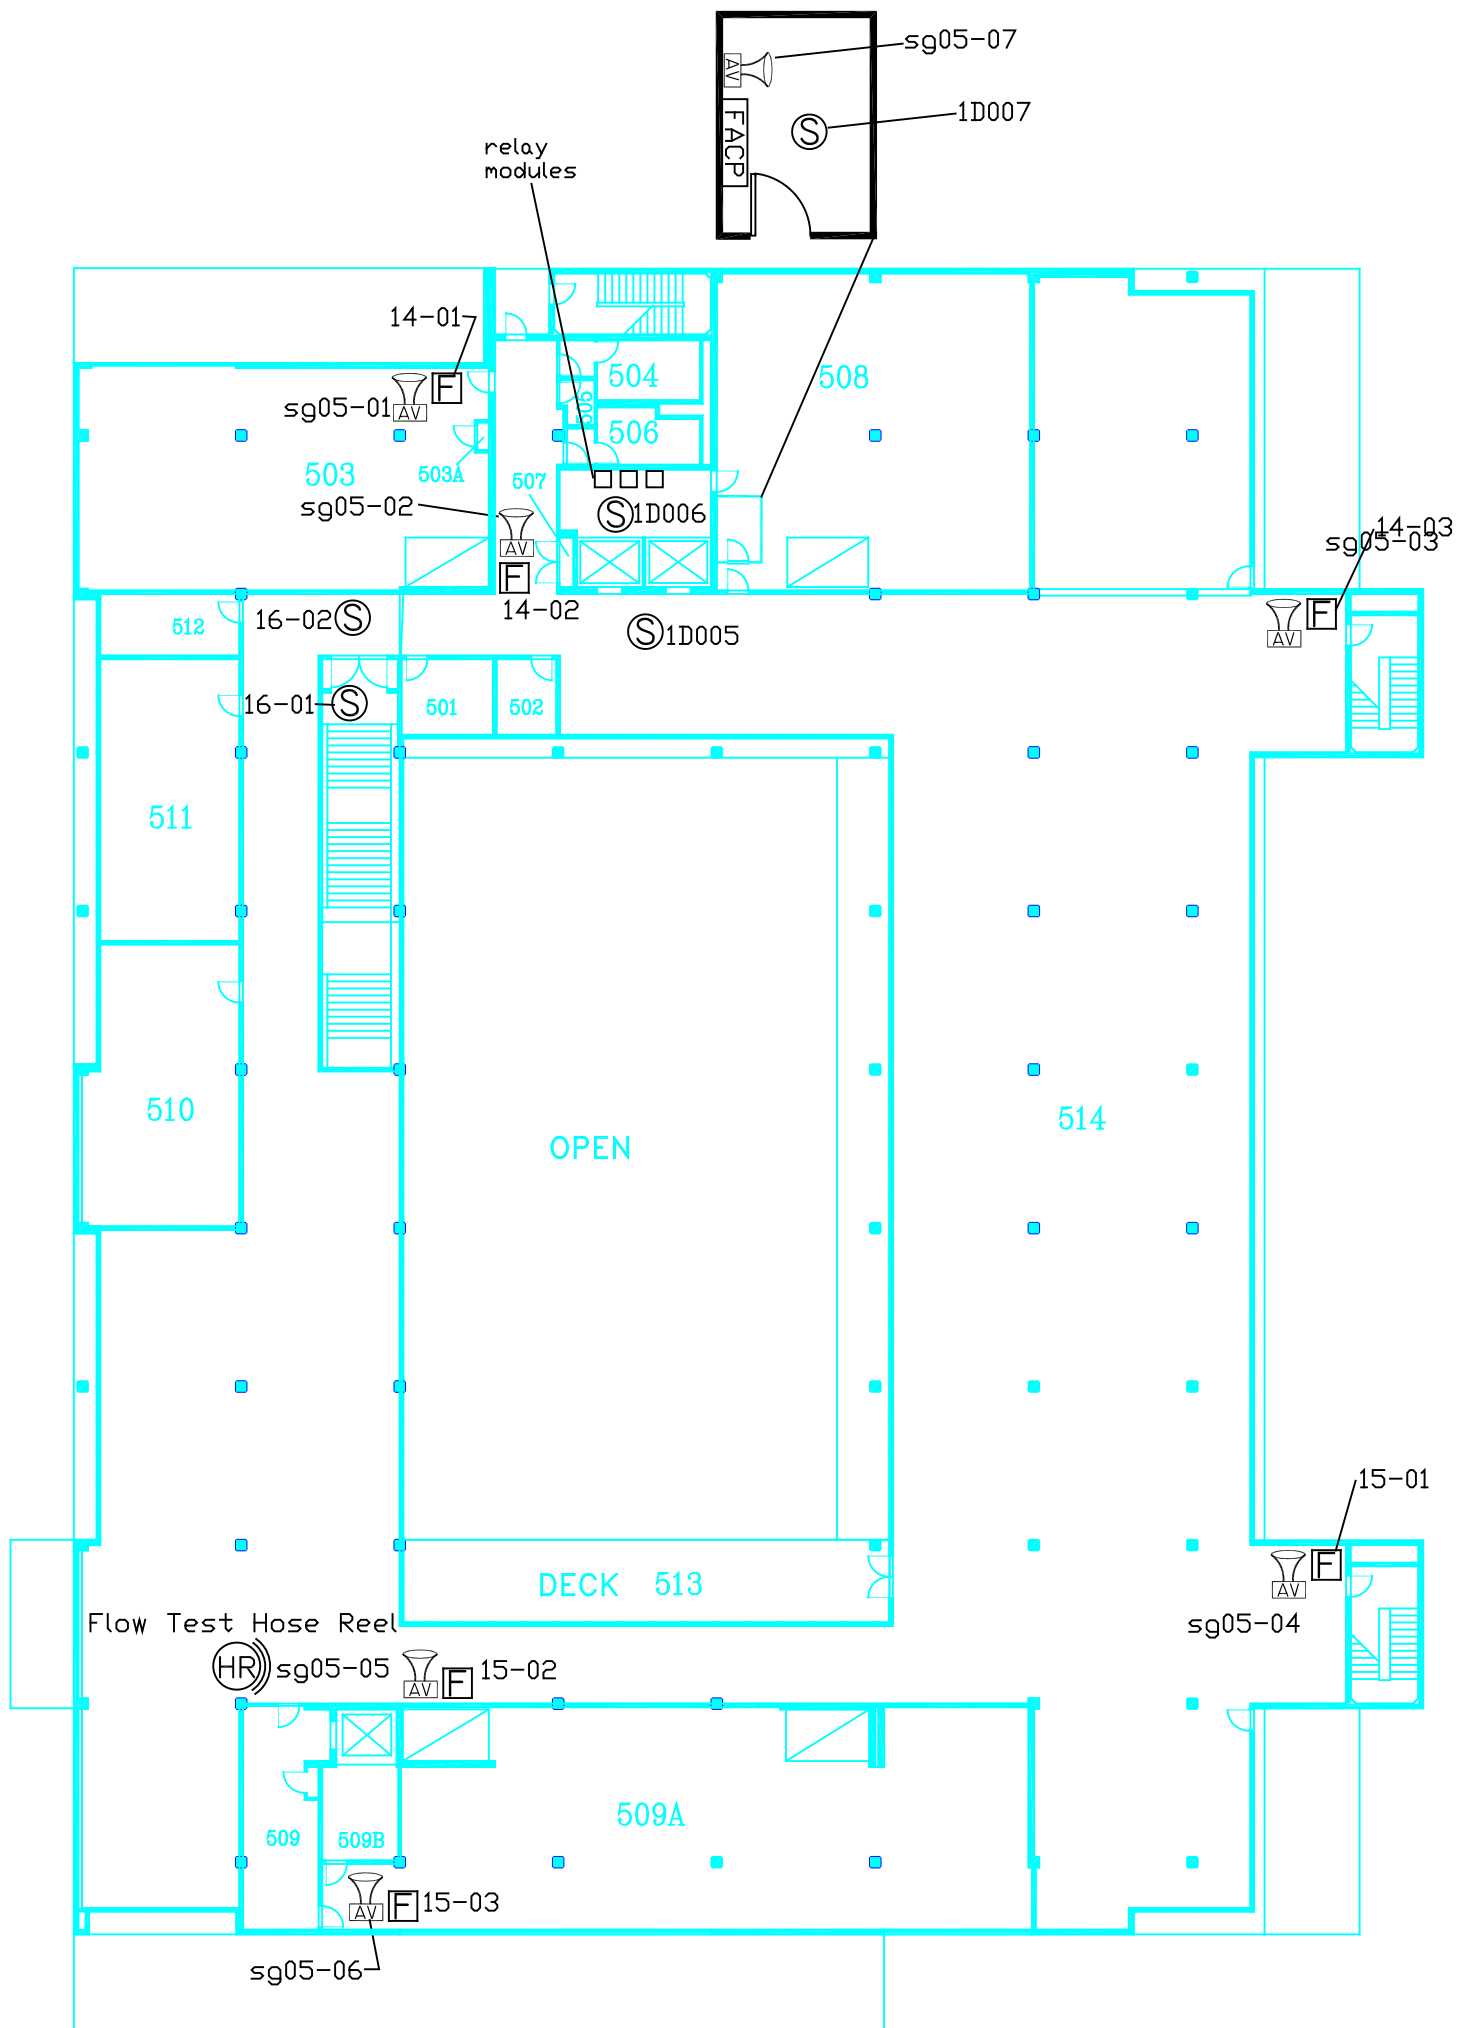 sg05-07
AV
1D007
S
FACP
relay
modules
14-01
F
AV
sg05-01
504
508
505
506
503
503A
507
sg05-02
S
1D006
14-03
sg05-03
AV
F
14-02
AV
F
16-02
S
S
1D005
512
16-01
S
501
502
511
510
514
OPEN
15-01
F
AV
DECK 513
sg05-04
Flow Test Hose Reel
HR
sg05-05
AV
F
15-02
509A
509
509B
AV
F
15-03
sg05-06